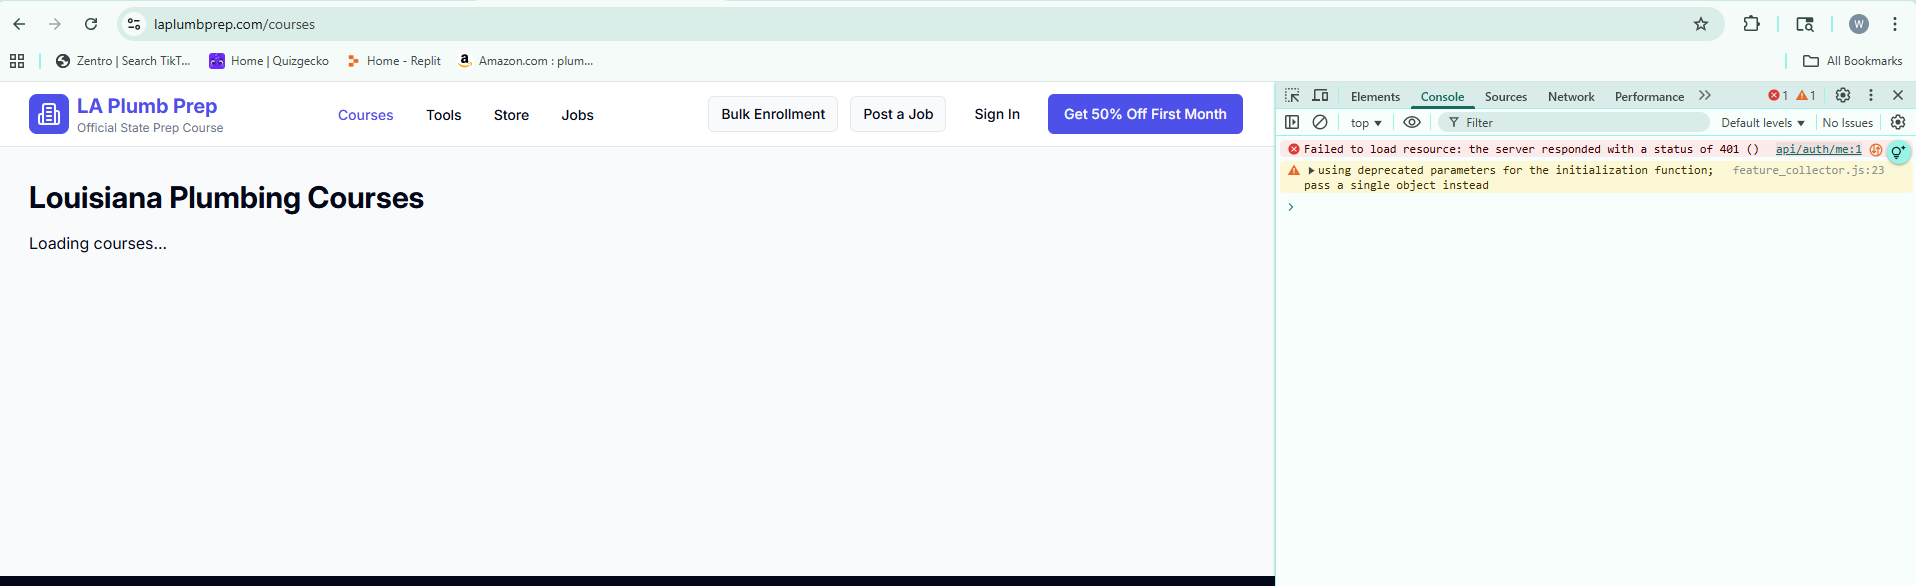 laplumbprep.com/courses
W
Zentro | Search TikT...
Home | Quizgecko
Home - Replit
Amazon.com : plum...
All Bookmarks
LA Plumb Prep
Official State Prep Course
Courses
Tools
Store
Jobs
Bulk Enrollment
Post a Job
Sign In
Get 50% Off First Month
Louisiana Plumbing Courses
Loading courses...
Elements
Console
Sources
Network
Performance
1
1
top
Filter
Default levels
No Issues
Failed to load resource: the server responded with a status of 401 ()
api/auth/me:1
using deprecated parameters for the initialization function;
feature_collector.js:23
pass a single object instead